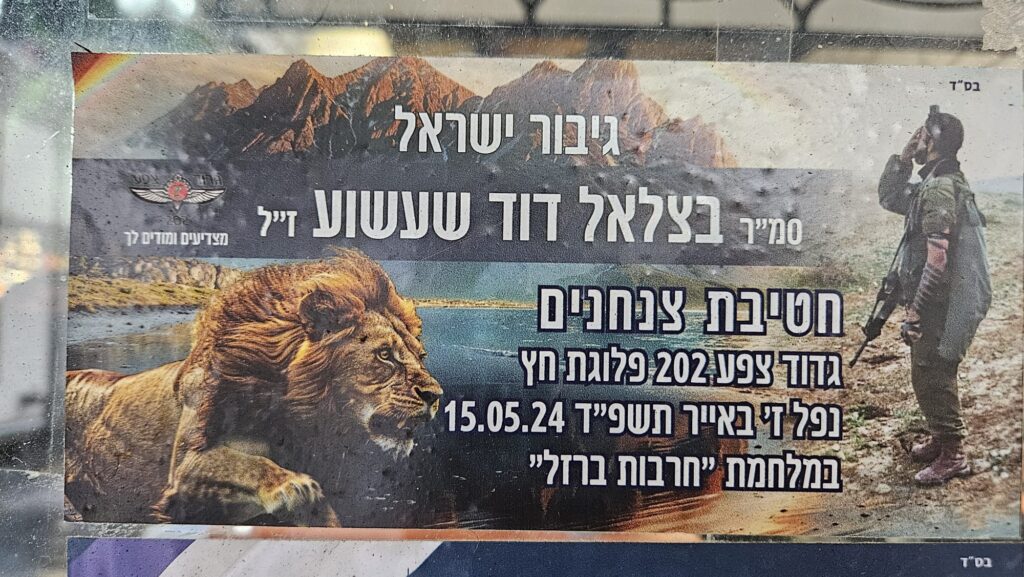 בס"ד
גיבור ישראל
סמ"ר בצלאל דוד שעשוע ז"ל
מצדיעים ומודים לך
חטיבת צנחנים
גדוד צפע 202 פלוגת חץ
נפל ז' באייר תשפ"ד 15.05.24
במלחמת "חרבות ברזל"
בס"ד